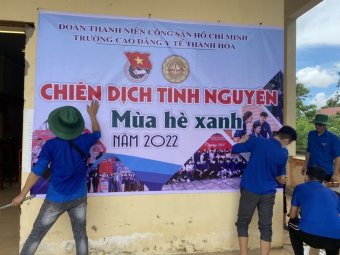 ĐOÀN THANH NIÊN CỘNG SẢN HỒ CHÍ MINH
TRƯỜNG CAO ĐẲNG Y TẾ THANH HÓA
CHIẾN DỊCH TÌNH NGUYỆN
Mùa hè xanh
NĂM 2022